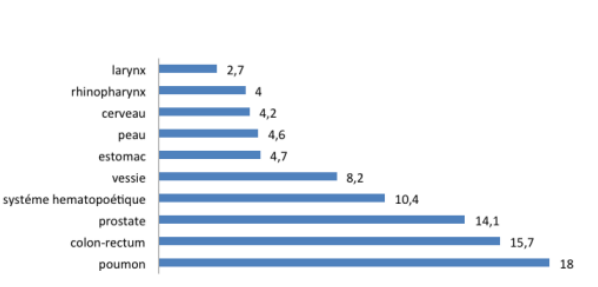 larynx 2,7
rhinopharynx 4
cerveau 4,2
peau 4,6
estomac 4,7
vessie 8,2
systéme hematopoétique 10,4
prostate 14,1
colon-rectum 15,7
poumon 18